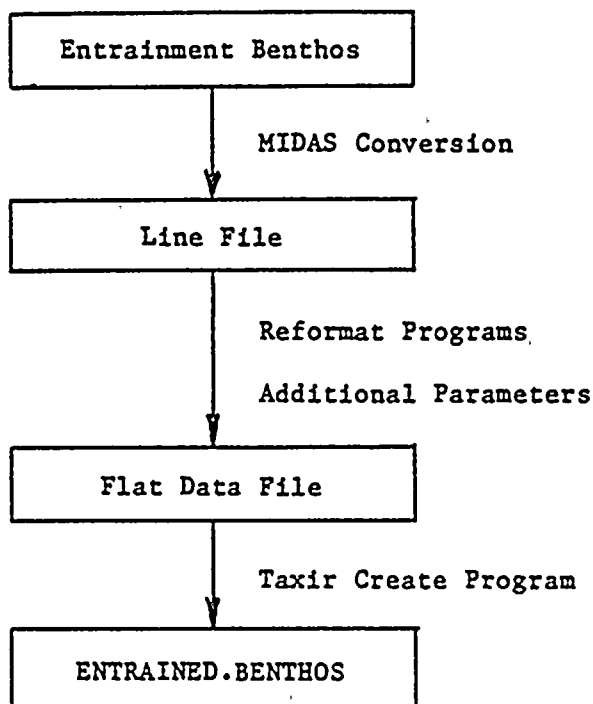 Entrainment Benthos
MIDAS Conversion
Line File
Reformat Programs
Additional Parameters
Flat Data File
Taxir Create Program
ENTRAINED.BENTHOS